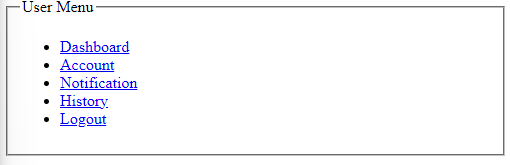 User Menu
Dashboard
Account
Notification
History
Logout